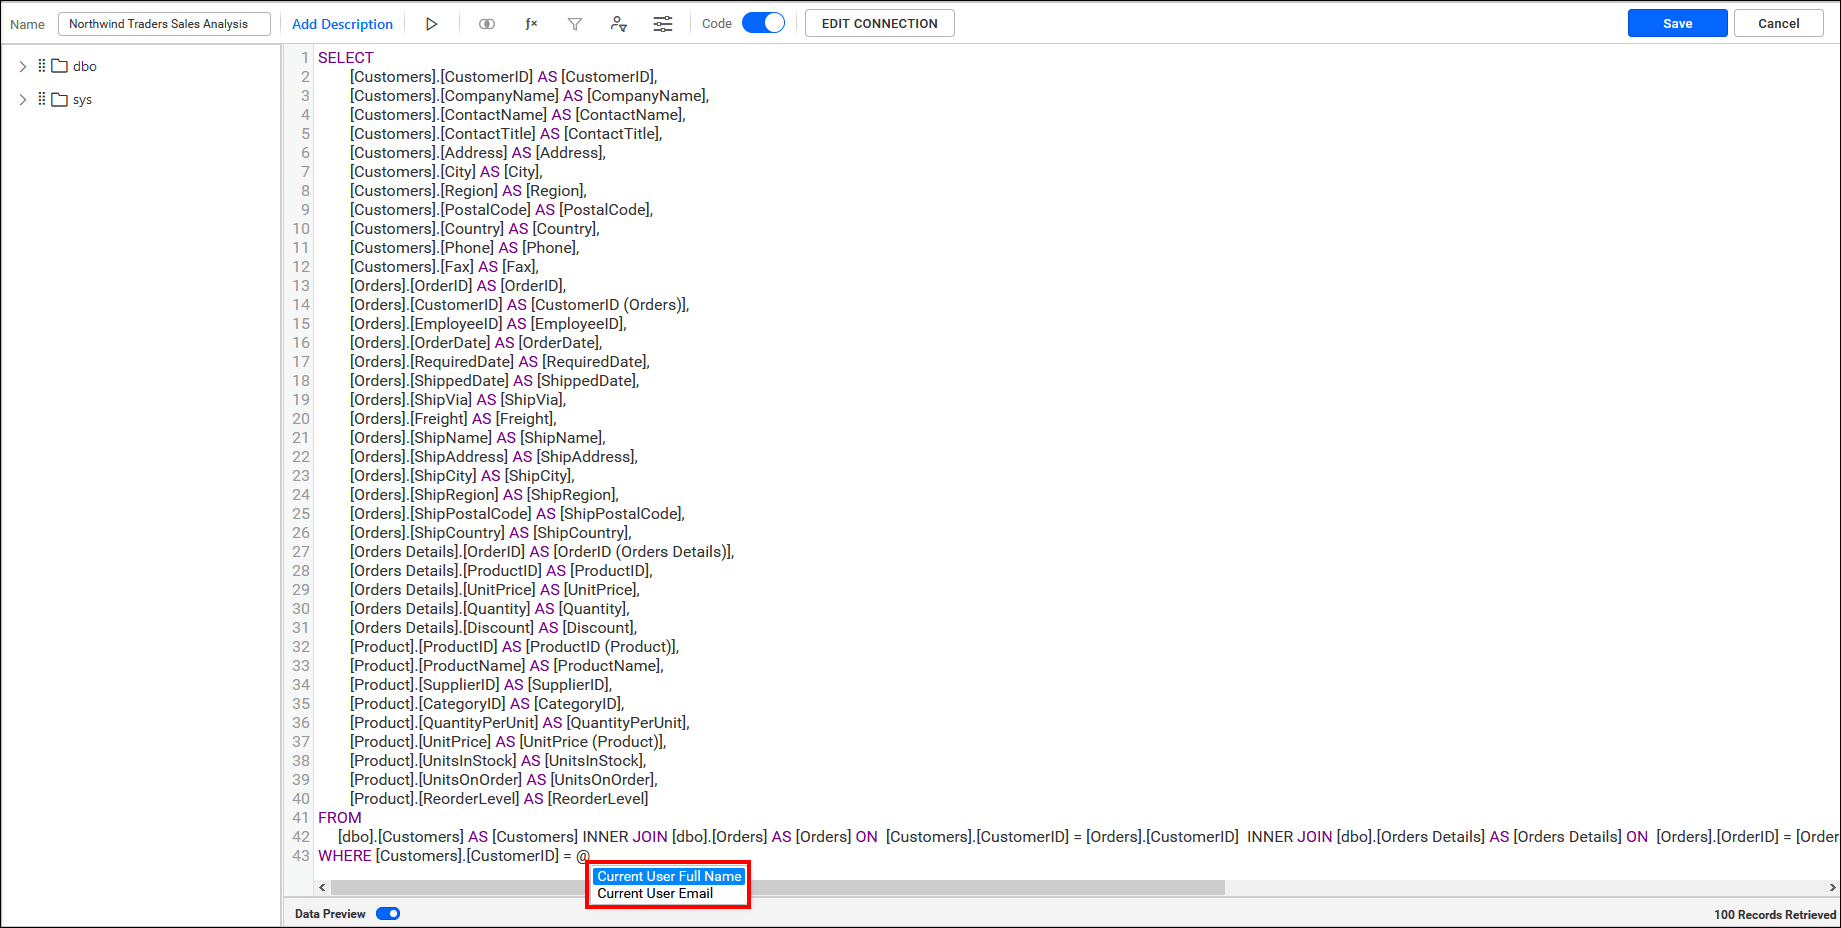 Name Northwind Traders Sales Analysis Add Description f× Code EDIT CONNECTION Save Cancel
dbo
sys
1 SELECT
2 [Customers].[CustomerID] AS [CustomerID],
3 [Customers].[CompanyName] AS [CompanyName],
4 [Customers].[ContactName] AS [ContactName],
5 [Customers].[ContactTitle] AS [ContactTitle],
6 [Customers].[Address] AS [Address],
7 [Customers].[City] AS [City],
8 [Customers].[Region] AS [Region],
9 [Customers].[PostalCode] AS [PostalCode],
10 [Customers].[Country] AS [Country],
11 [Customers].[Phone] AS [Phone],
12 [Customers].[Fax] AS [Fax],
13 [Orders].[OrderID] AS [OrderID],
14 [Orders].[CustomerID] AS [CustomerID (Orders)],
15 [Orders].[EmployeeID] AS [EmployeeID],
16 [Orders].[OrderDate] AS [OrderDate],
17 [Orders].[RequiredDate] AS [RequiredDate],
18 [Orders].[ShippedDate] AS [ShippedDate],
19 [Orders].[ShipVia] AS [ShipVia],
20 [Orders].[Freight] AS [Freight],
21 [Orders].[ShipName] AS [ShipName],
22 [Orders].[ShipAddress] AS [ShipAddress],
23 [Orders].[ShipCity] AS [ShipCity],
24 [Orders].[ShipRegion] AS [ShipRegion],
25 [Orders].[ShipPostalCode] AS [ShipPostalCode],
26 [Orders].[ShipCountry] AS [ShipCountry],
27 [Orders Details].[OrderID] AS [OrderID (Orders Details)],
28 [Orders Details].[ProductID] AS [ProductID],
29 [Orders Details].[UnitPrice] AS [UnitPrice],
30 [Orders Details].[Quantity] AS [Quantity],
31 [Orders Details].[Discount] AS [Discount],
32 [Product].[ProductID] AS [ProductID (Product)],
33 [Product].[ProductName] AS [ProductName],
34 [Product].[SupplierID] AS [SupplierID],
35 [Product].[CategoryID] AS [CategoryID],
36 [Product].[QuantityPerUnit] AS [QuantityPerUnit],
37 [Product].[UnitPrice] AS [UnitPrice (Product)],
38 [Product].[UnitsInStock] AS [UnitsInStock],
39 [Product].[UnitsOnOrder] AS [UnitsOnOrder],
40 [Product].[ReorderLevel] AS [ReorderLevel]
41 FROM
42 [dbo].[Customers] AS [Customers] INNER JOIN [dbo].[Orders] AS [Orders] ON [Customers].[CustomerID] = [Orders].[CustomerID] INNER JOIN [dbo].[Orders Details] AS [Orders Details] ON [Orders].[OrderID] = [Order
43 WHERE [Customers].[CustomerID] = @
Current User Full Name
Current User Email
Data Preview 100 Records Retrieved